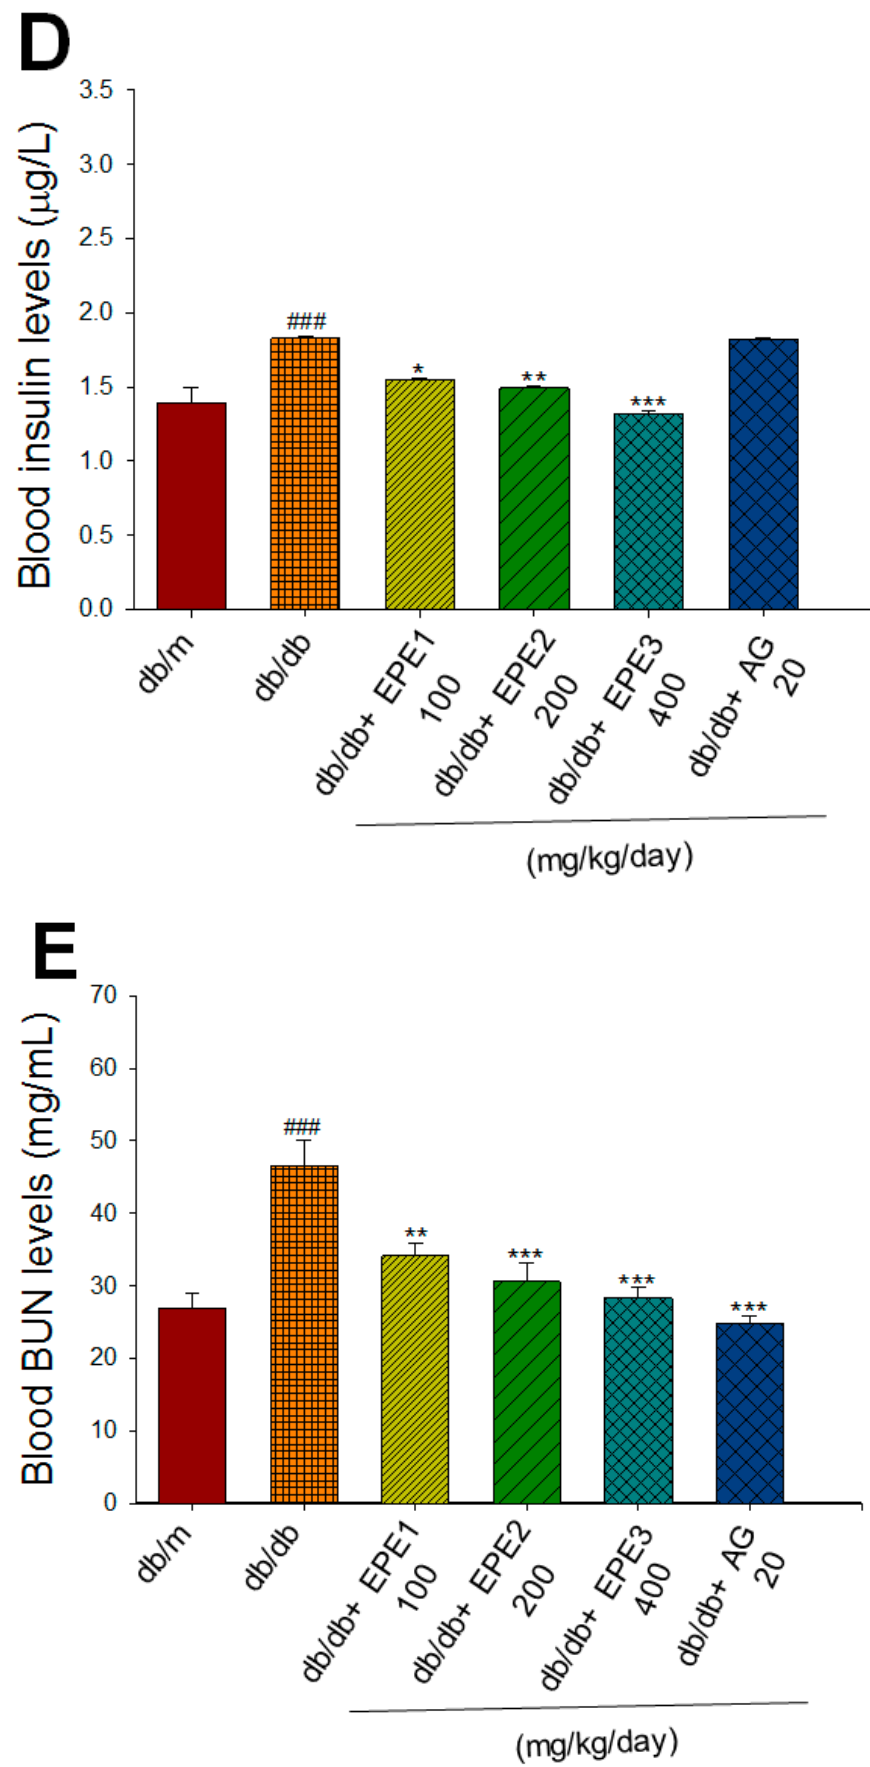 D
Blood insulin levels (µg/L)
3.5
3.0
2.5
2.0
1.5
1.0
0.5
0.0
###
*
**
***
db/m
db/db
db/db+ EPE1
100
db/db+ EPE2
200
db/db+ EPE3
400
db/db+ AG
20
(mg/kg/day)
E
Blood BUN levels (mg/mL)
70
60
50
40
30
20
10
0
###
**
***
***
***
db/m
db/db
db/db+ EPE1
100
db/db+ EPE2
200
db/db+ EPE3
400
db/db+ AG
20
(mg/kg/day)